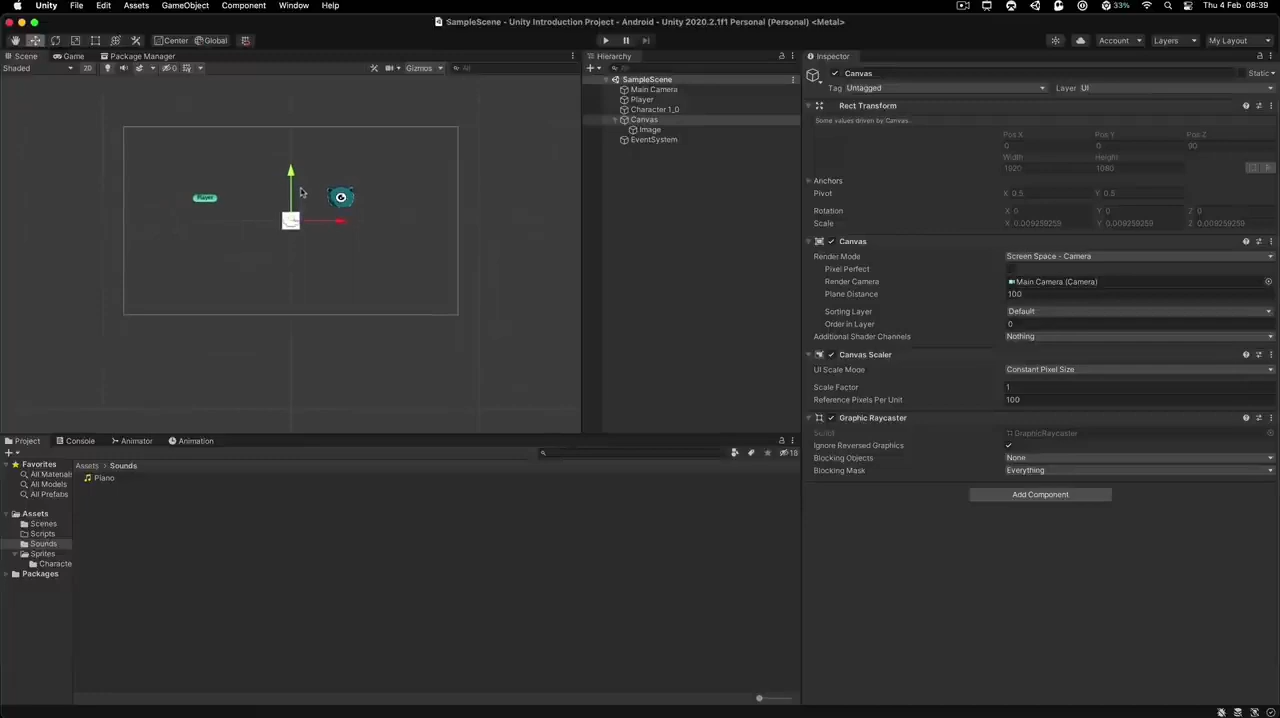 Unity File Edit Assets GameObject Component Window Help 33% Thu 4 Feb 08:39
SampleScene - Unity Introduction Project - Android - Unity 2020.2.1f1 Personal (Personal) <Metal>
Center Global Account Layers My Layout
Scene Game Package Manager
Shaded 2D 0 Gizmos All
Player
Hierarchy
All
SampleScene
Main Camera
Player
Character 1_0
Canvas
Image
EventSystem
Inspector
Canvas Static
Tag Untagged Layer UI
Rect Transform
Some values driven by Canvas.
Pos X Pos Y Pos Z
0 0 90
Width Height
1920 1080
R
Anchors
Pivot X 0.5 Y 0.5
Rotation X 0 Y 0 Z 0
Scale X 0.009259259 Y 0.009259259 Z 0.009259259
Canvas
Render Mode Screen Space - Camera
Pixel Perfect
Render Camera Main Camera (Camera)
Plane Distance 100
Sorting Layer Default
Order in Layer 0
Additional Shader Channels Nothing
Canvas Scaler
UI Scale Mode Constant Pixel Size
Scale Factor 1
Reference Pixels Per Unit 100
Graphic Raycaster
Script GraphicRaycaster
Ignore Reversed Graphics
Blocking Objects None
Blocking Mask Everything
Add Component
Project Console Animator Animation
18
Favorites
All Materials
All Models
All Prefabs
Assets
Scenes
Scripts
Sounds
Sprites
Characte
Packages
Assets Sounds
Piano